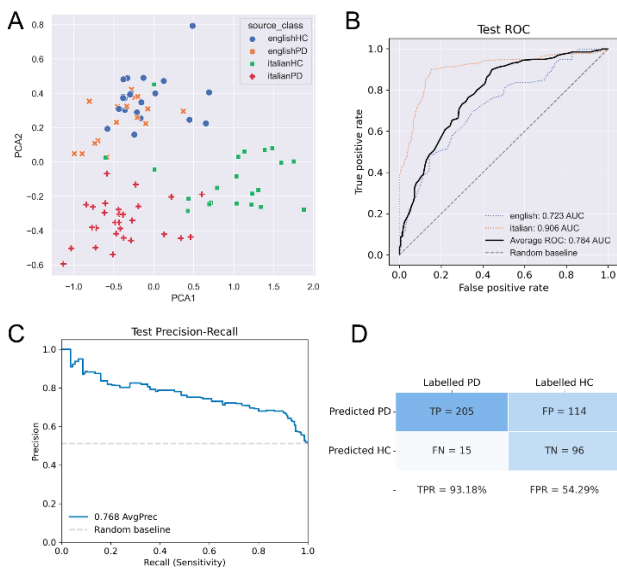 A
source_class
englishHC
englishPD
italianHC
italianPD
PCA2
0.8
0.6
0.4
0.2
0.0
−0.2
−0.4
−0.6
−1.0
−0.5
0.0
0.5
1.0
1.5
2.0
PCA1
B
Test ROC
True positive rate
1.0
0.8
0.6
0.4
0.2
0.0
english: 0.723 AUC
italian: 0.906 AUC
Average ROC: 0.784 AUC
Random baseline
0.0
0.2
0.4
0.6
0.8
1.0
False positive rate
C
Test Precision-Recall
Precision
1.0
0.8
0.6
0.4
0.2
0.0
0.768 AvgPrec
Random baseline
0.0
0.2
0.4
0.6
0.8
1.0
Recall (Sensitivity)
D
Labelled PD
Labelled HC
Predicted PD
TP = 205
FP = 114
Predicted HC
FN = 15
TN = 96
TPR = 93.18%
FPR = 54.29%